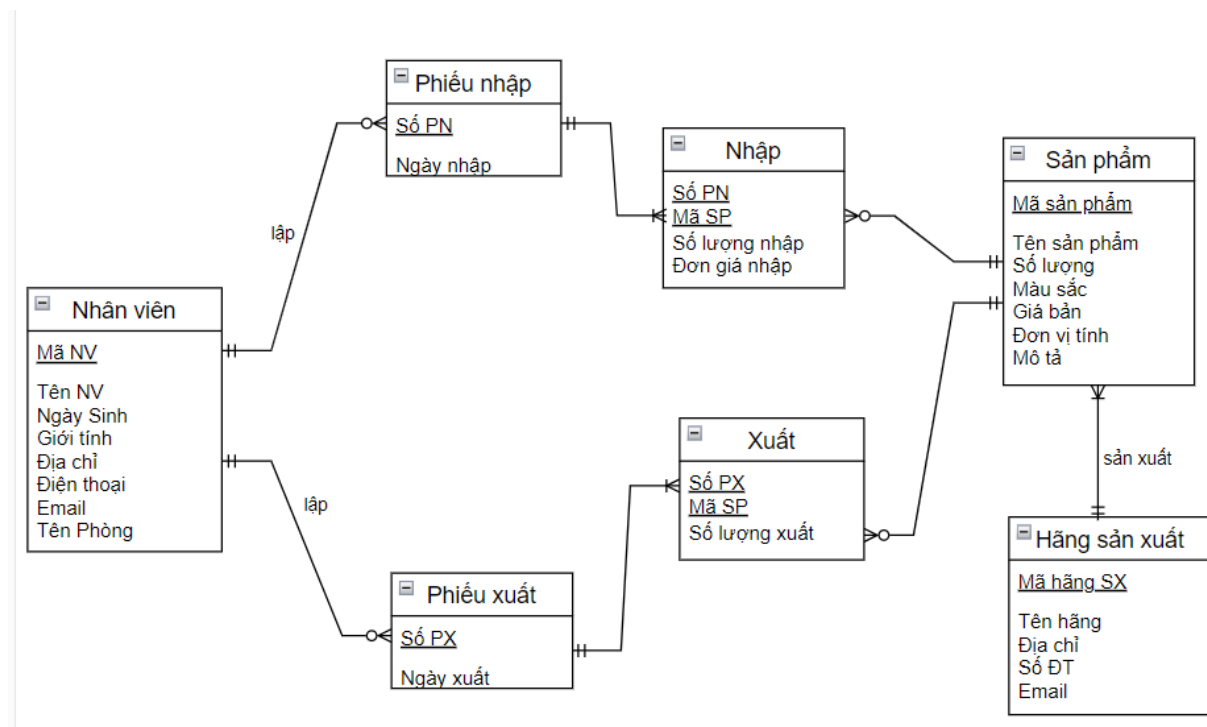 Phiếu nhập
Số PN
Ngày nhập
Nhập
Số PN
Mã SP
Số lượng nhập
Đơn giá nhập
Sản phẩm
Mã sản phẩm
Tên sản phẩm
Số lượng
Màu sắc
Giá bản
Đơn vị tính
Mô tả
lập
Nhân viên
Mã NV
Tên NV
Ngày Sinh
Giới tính
Địa chỉ
Điện thoại
Email
Tên Phòng
lập
Xuất
Số PX
Mã SP
Số lượng xuất
sản xuất
Phiếu xuất
Số PX
Ngày xuất
Hãng sản xuất
Mã hãng SX
Tên hãng
Địa chỉ
Số ĐT
Email